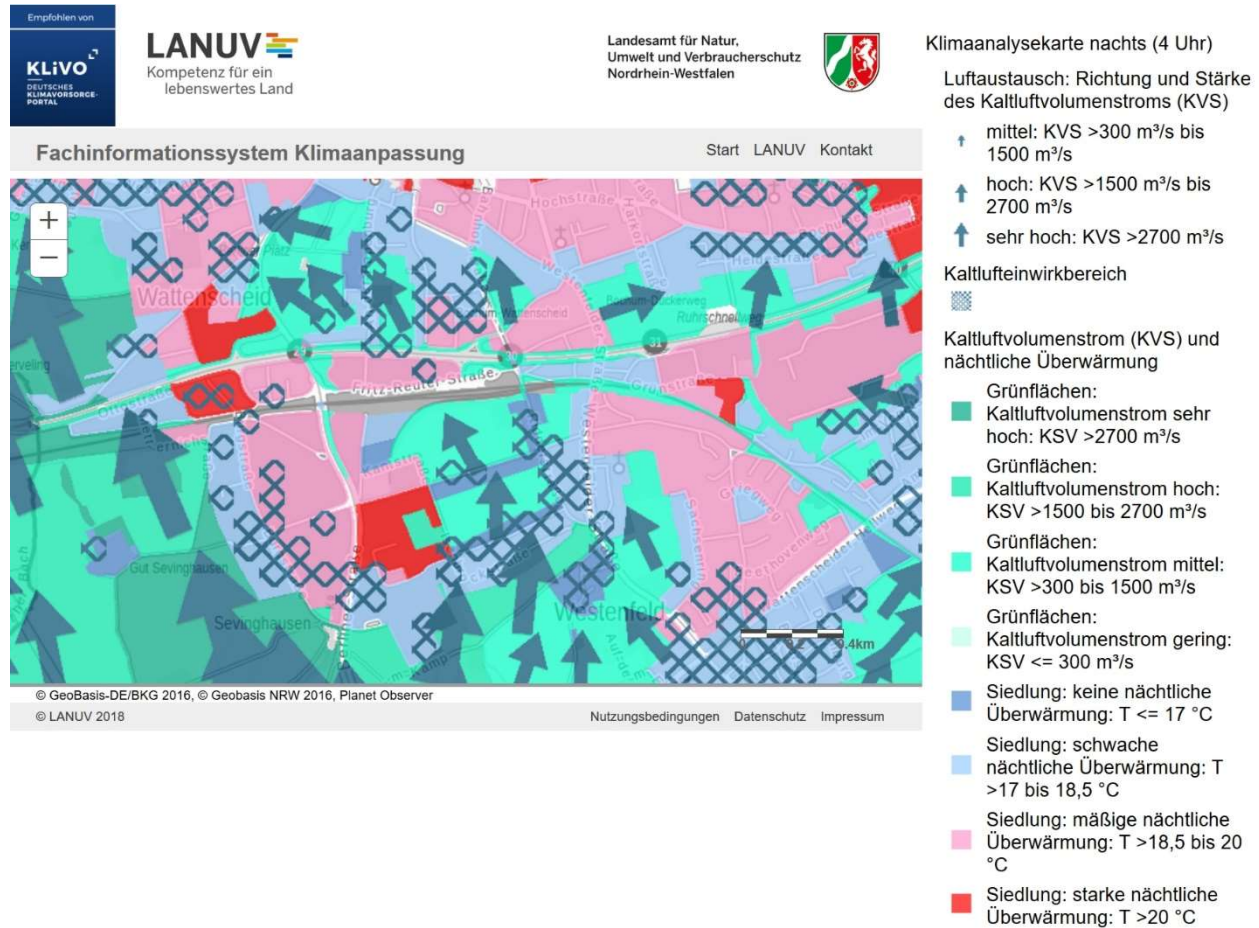 Empfohlen von
KLiVO
DEUTSCHES
KLIMAVORSORGE-
PORTAL
LANUV
Kompetenz für ein
lebenswertes Land
Landesamt für Natur,
Umwelt und Verbraucherschutz
Nordrhein-Westfalen
Fachinformationssystem Klimaanpassung
Start LANUV Kontakt
+
−
Hochstraße
Wattenscheid
Ruhrschnellweg
30
31
Fritz-Reuter-Straße
Grünstraße
Gut Sevinghausen
Sevinghausen
Westenfeld
0.4km
© GeoBasis-DE/BKG 2016, © Geobasis NRW 2016, Planet Observer
© LANUV 2018
Nutzungsbedingungen Datenschutz Impressum
Klimaanalysekarte nachts (4 Uhr)
Luftaustausch: Richtung und Stärke
des Kaltluftvolumenstroms (KVS)
mittel: KVS >300 m³/s bis
1500 m³/s
hoch: KVS >1500 m³/s bis
2700 m³/s
sehr hoch: KVS >2700 m³/s
Kaltlufteinwirkbereich
Kaltluftvolumenstrom (KVS) und
nächtliche Überwärmung
Grünflächen:
Kaltluftvolumenstrom sehr
hoch: KSV >2700 m³/s
Grünflächen:
Kaltluftvolumenstrom hoch:
KSV >1500 bis 2700 m³/s
Grünflächen:
Kaltluftvolumenstrom mittel:
KSV >300 bis 1500 m³/s
Grünflächen:
Kaltluftvolumenstrom gering:
KSV <= 300 m³/s
Siedlung: keine nächtliche
Überwärmung: T <= 17 °C
Siedlung: schwache
nächtliche Überwärmung: T
>17 bis 18,5 °C
Siedlung: mäßige nächtliche
Überwärmung: T >18,5 bis 20
°C
Siedlung: starke nächtliche
Überwärmung: T >20 °C